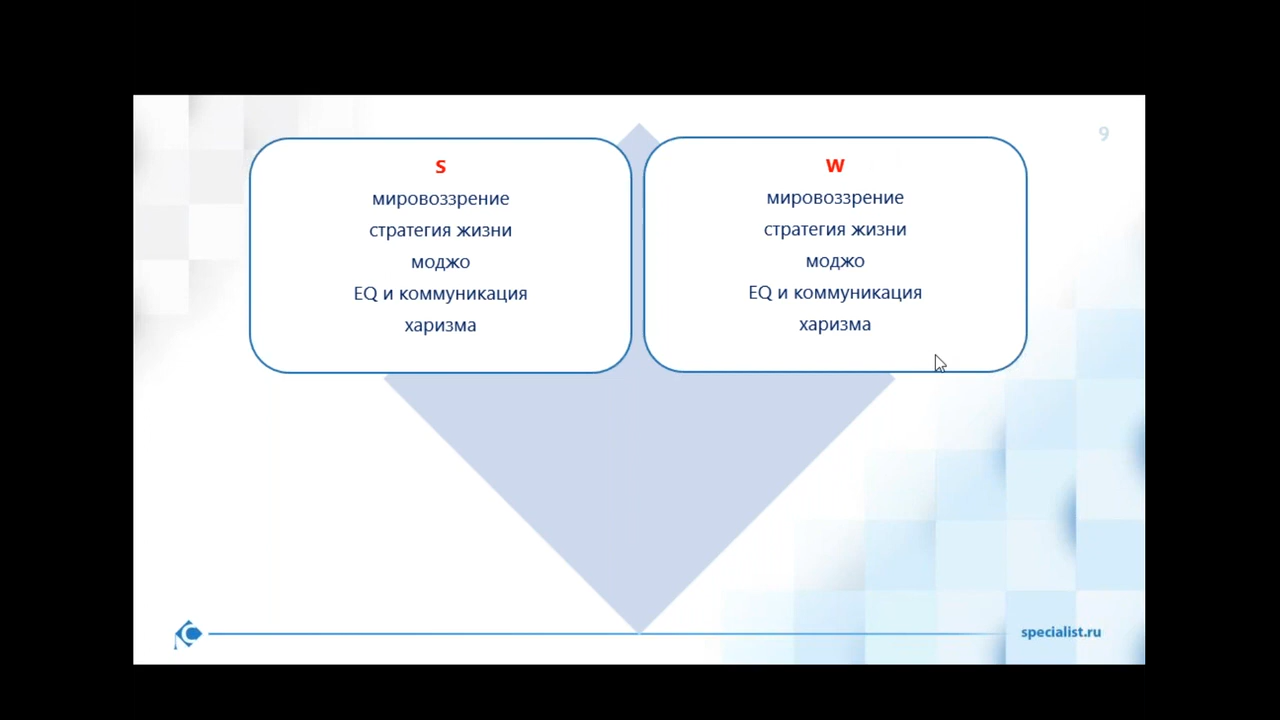 9
S
мировоззрение
стратегия жизни
моджо
EQ и коммуникация
харизма
W
мировоззрение
стратегия жизни
моджо
EQ и коммуникация
харизма
specialist.ru